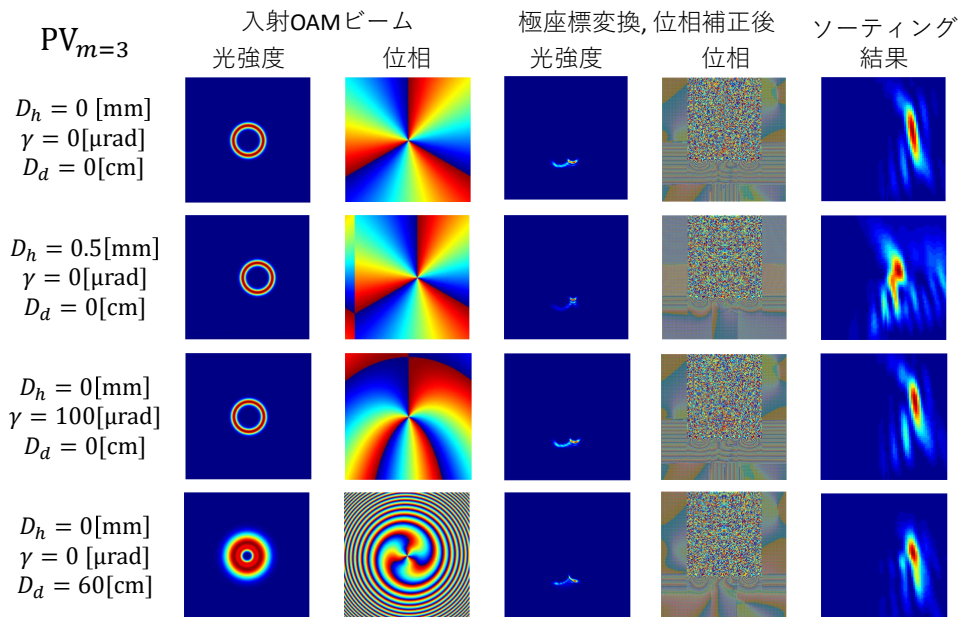 PV_{m=3}
入射OAMビーム
極座標変換, 位相補正後
ソーティング
結果
光強度
位相
光強度
位相
D_h = 0 [mm]
γ = 0[μrad]
D_d = 0[cm]
D_h = 0.5[mm]
γ = 0[μrad]
D_d = 0[cm]
D_h = 0[mm]
γ = 100[μrad]
D_d = 0[cm]
D_h = 0[mm]
γ = 0 [μrad]
D_d = 60[cm]